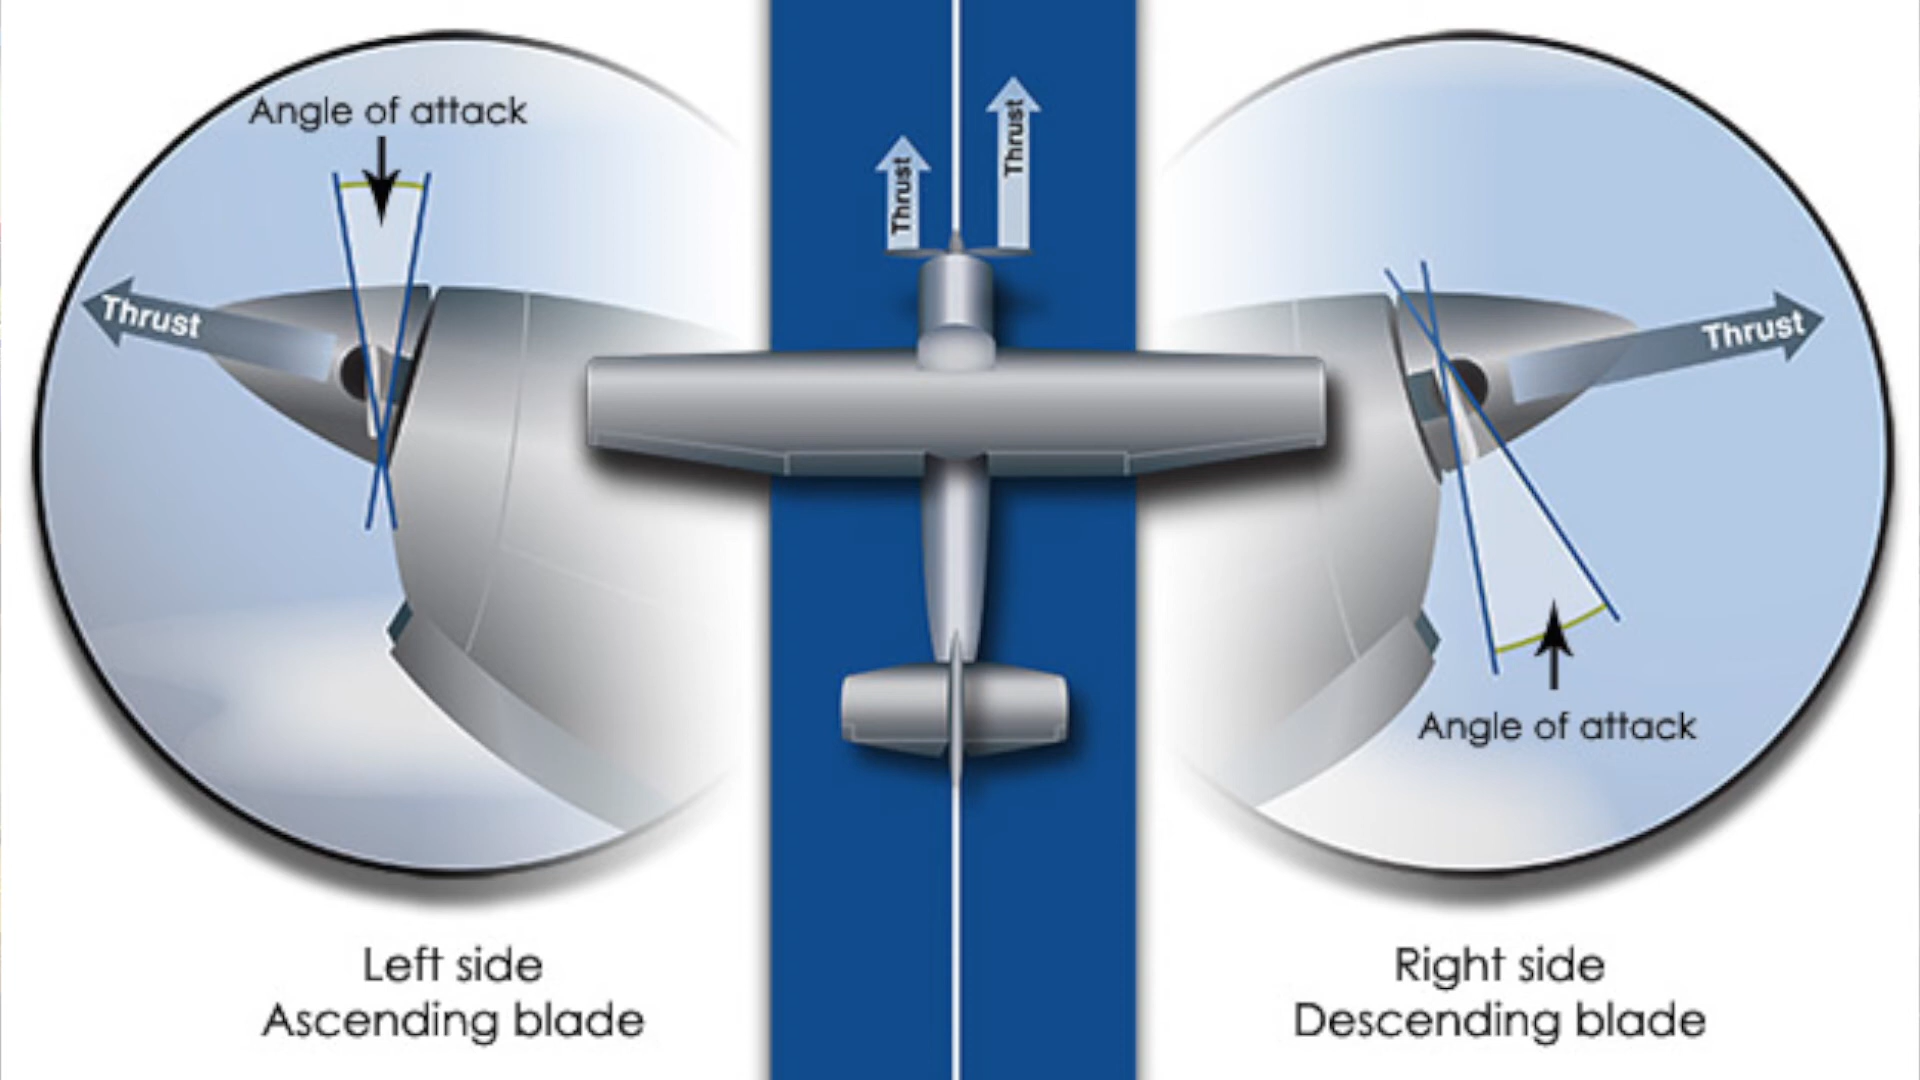 Angle of attack
Thrust
Thrust
Thrust
Thrust
Angle of attack
Left side
Ascending blade
Right side
Descending blade